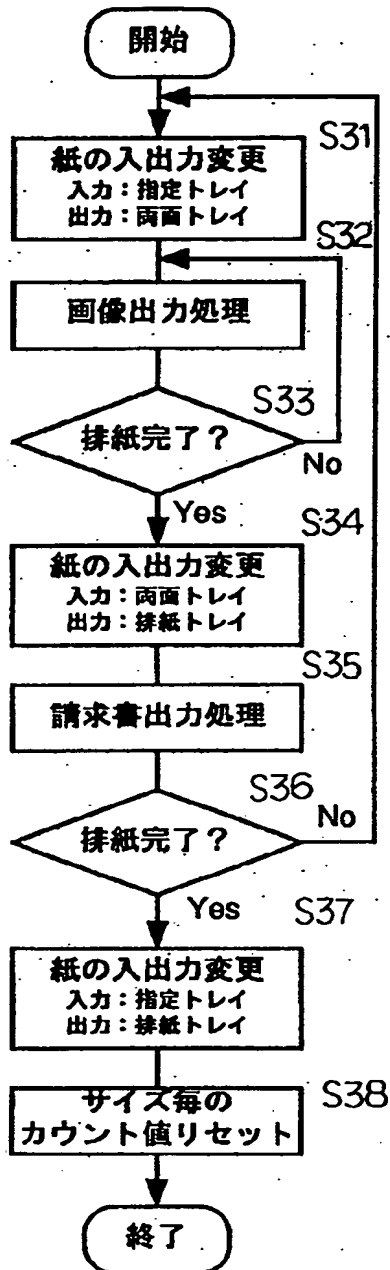 開始
S31
紙の入出力変更
入力：指定トレイ
出力：両面トレイ
S32
画像出力処理
S33
排紙完了？
No
Yes
S34
紙の入出力変更
入力：両面トレイ
出力：排紙トレイ
S35
請求書出力処理
S36
排紙完了？
No
Yes
S37
紙の入出力変更
入力：指定トレイ
出力：排紙トレイ
S38
サイズ毎の
カウント値リセット
終了